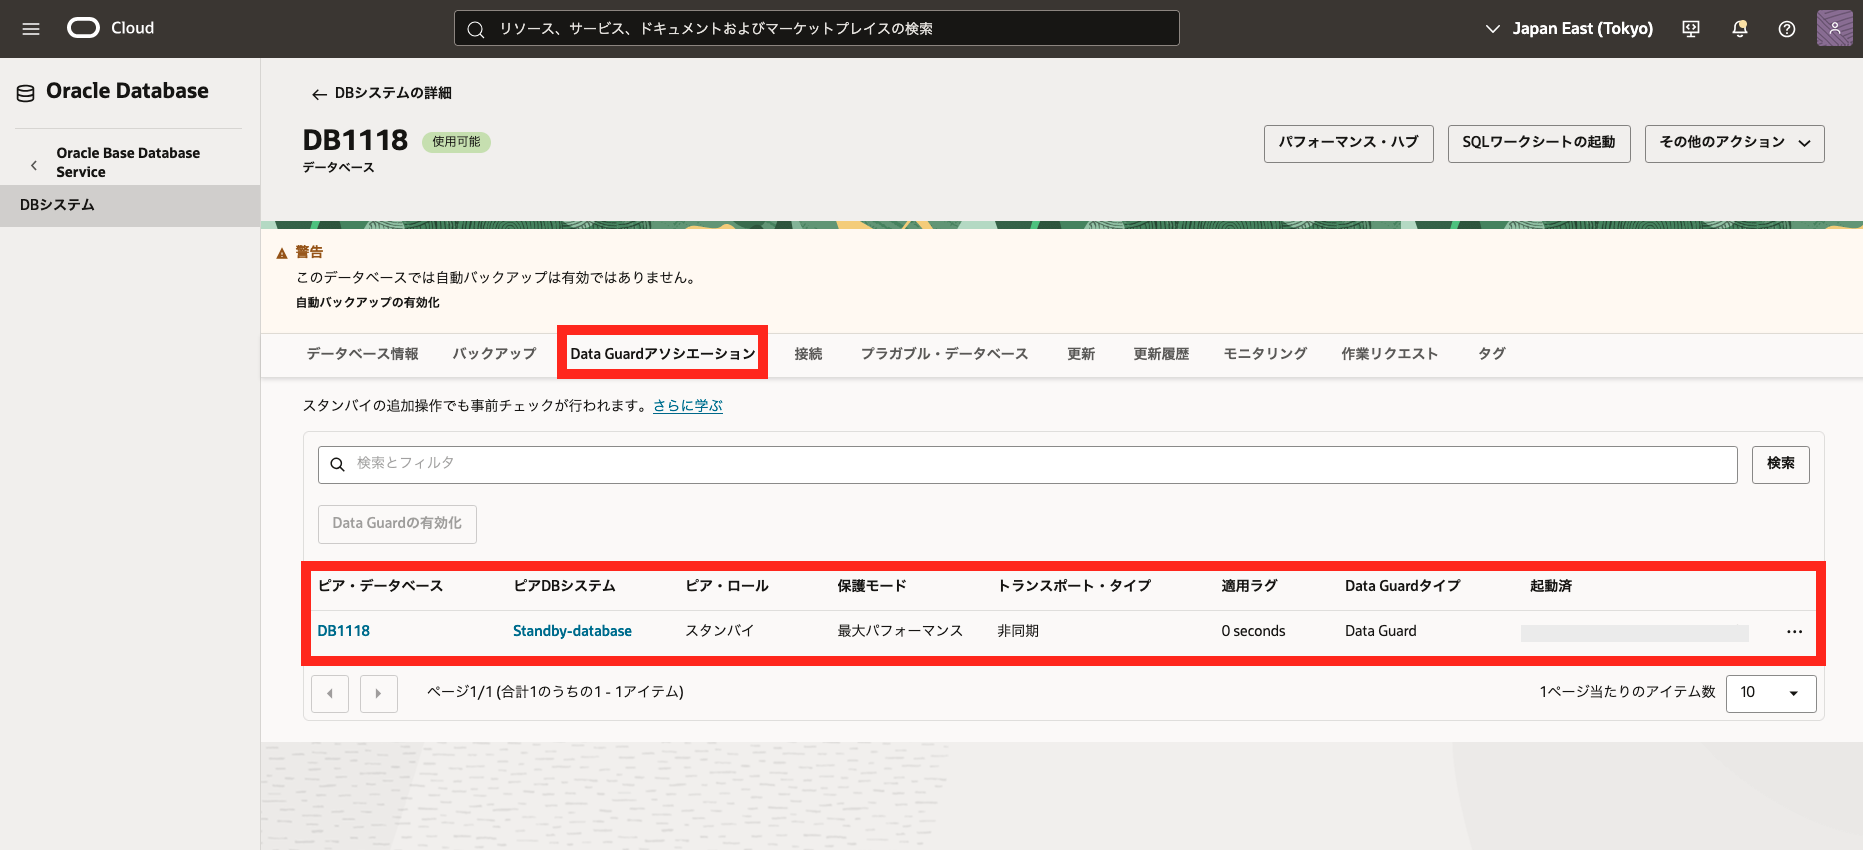 Cloud
リソース、サービス、ドキュメントおよびマーケットプレイスの検索
Japan East (Tokyo)
Oracle Database
Oracle Base Database
Service
DBシステム
DBシステムの詳細
DB1118
使用可能
データベース
パフォーマンス・ハブ
SQLワークシートの起動
その他のアクション
警告
このデータベースでは自動バックアップは有効ではありません。
自動バックアップの有効化
データベース情報 バックアップ Data Guardアソシエーション 接続 プラガブル・データベース 更新 更新履歴 モニタリング 作業リクエスト タグ
スタンバイの追加操作でも事前チェックが行われます。さらに学ぶ
検索とフィルタ
検索
Data Guardの有効化
ピア・データベース ピアDBシステム ピア・ロール 保護モード トランスポート・タイプ 適用ラグ Data Guardタイプ 起動済
DB1118 Standby-database スタンバイ 最大パフォーマンス 非同期 0 seconds Data Guard
ページ1/1 (合計1のうちの1 - 1アイテム)
1ページ当たりのアイテム数 10